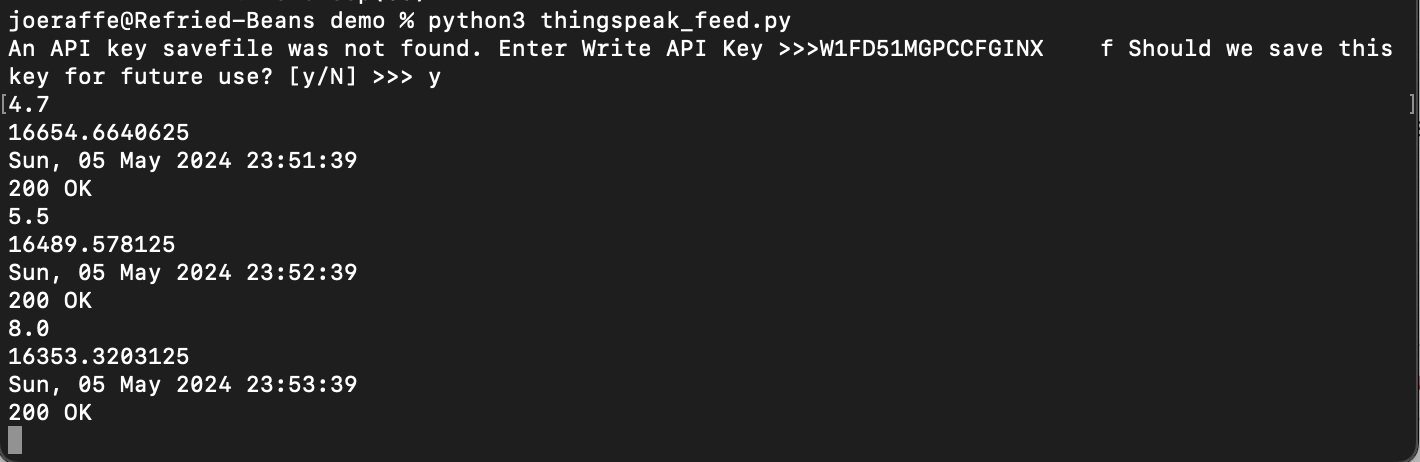 joeraffe@Refried-Beans demo % python3 thingspeak_feed.py
An API key savefile was not found. Enter Write API Key >>>W1FD51MGPCCFGINX    f Should we save this
key for future use? [y/N] >>> y
[4.7 ]
16654.6640625
Sun, 05 May 2024 23:51:39
200 OK
5.5
16489.578125
Sun, 05 May 2024 23:52:39
200 OK
8.0
16353.3203125
Sun, 05 May 2024 23:53:39
200 OK